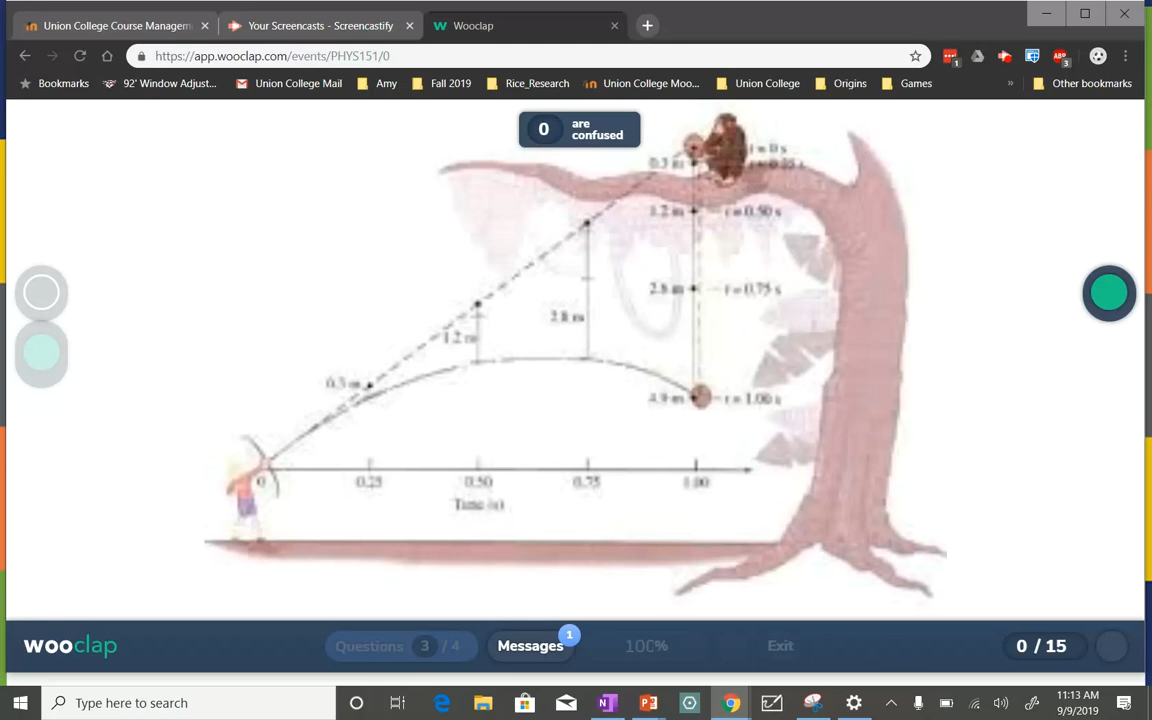 Union College Course Managem
Your Screencasts - Screencastify
Wooclap
https://app.wooclap.com/events/PHYS151/0
Bookmarks
92' Window Adjust...
Union College Mail
Amy
Fall 2019
Rice_Research
Union College Moo...
Union College
Origins
Games
»
Other bookmarks
0 are confused
t = 0 s
0.3 m
1.2 m
t = 0.50 s
2.8 m
t = 0.75 s
4.9 m
t = 1.00 s
2.8 m
1.2 m
0.3 m
0
0.25
0.50
0.75
1.00
Time (s)
wooclap
Questions 3 / 4
Messages 1
100%
Exit
0 / 15
Type here to search
11:13 AM
9/9/2019